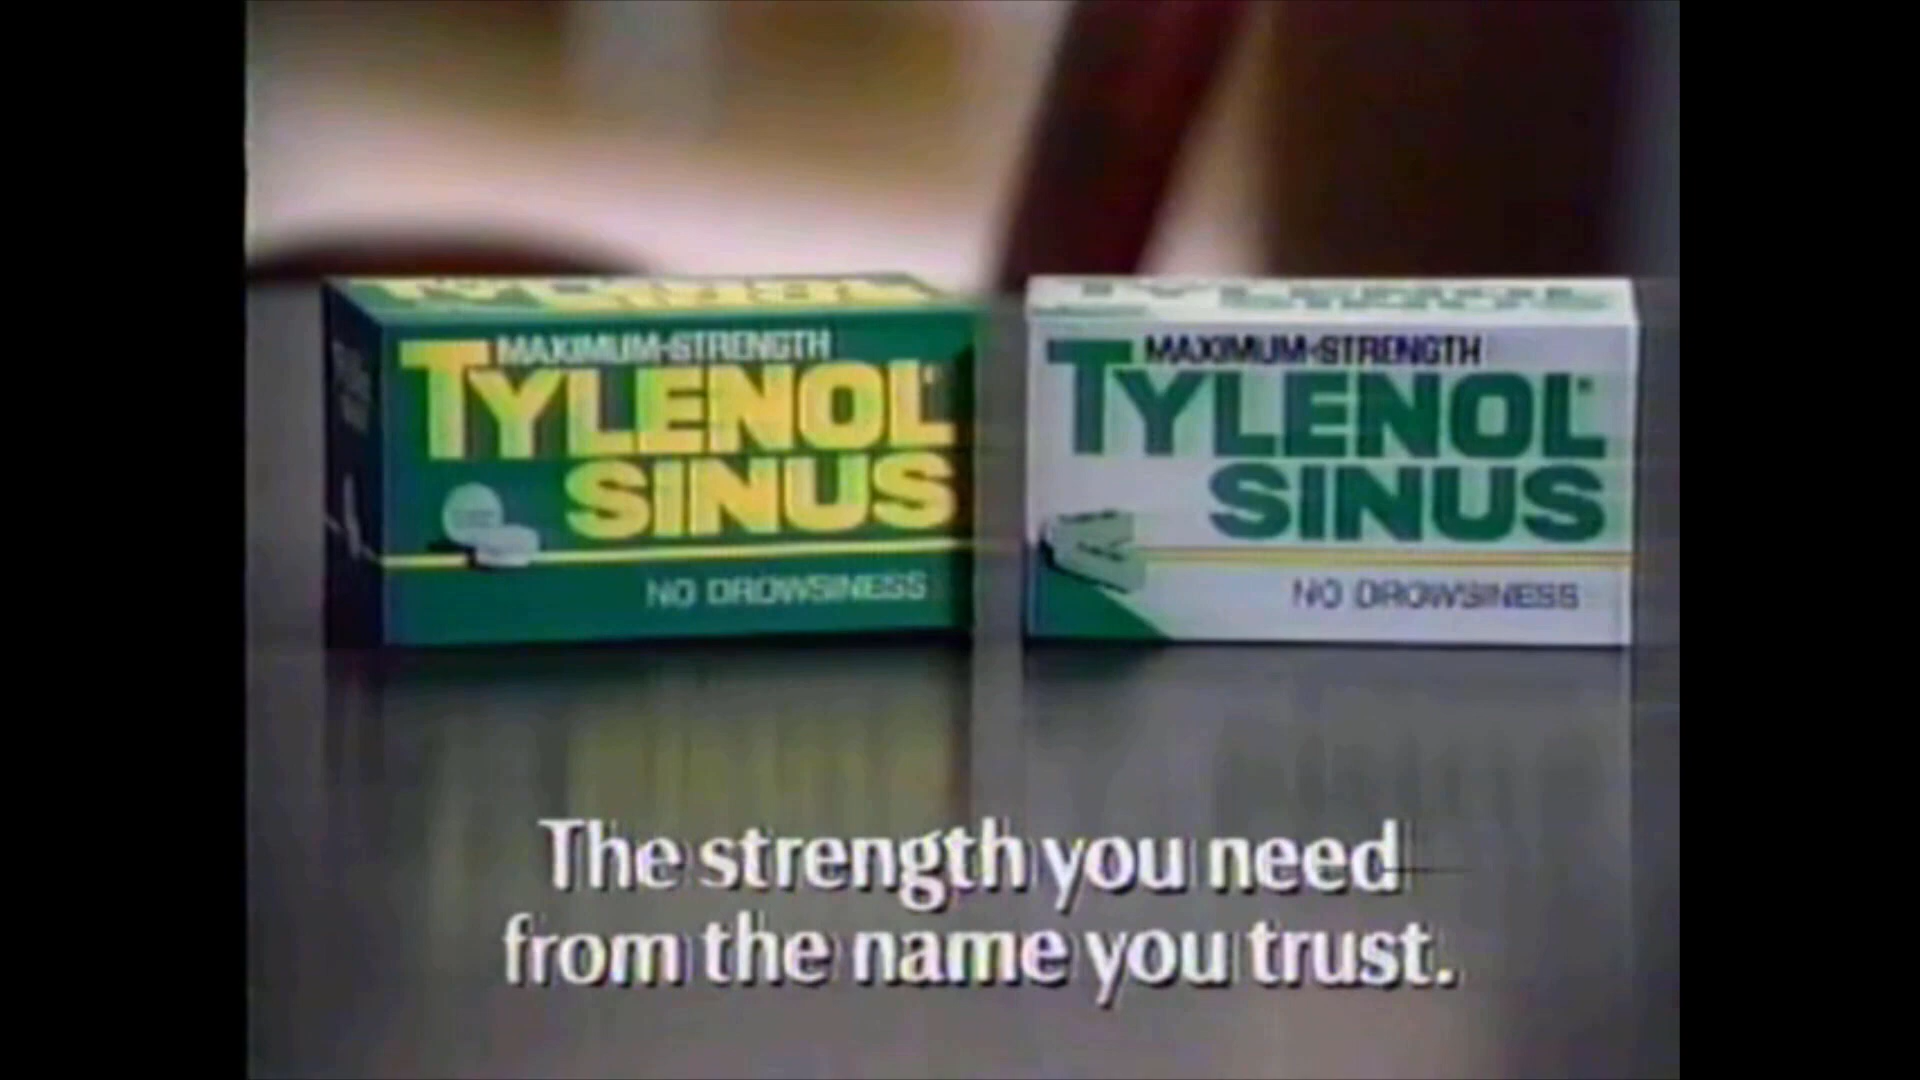 MAXIMUM-STRENGTH
TYLENOL®
SINUS
NO DROWSINESS
MAXIMUM-STRENGTH
TYLENOL®
SINUS
NO DROWSINESS
The strength you need
from the name you trust.